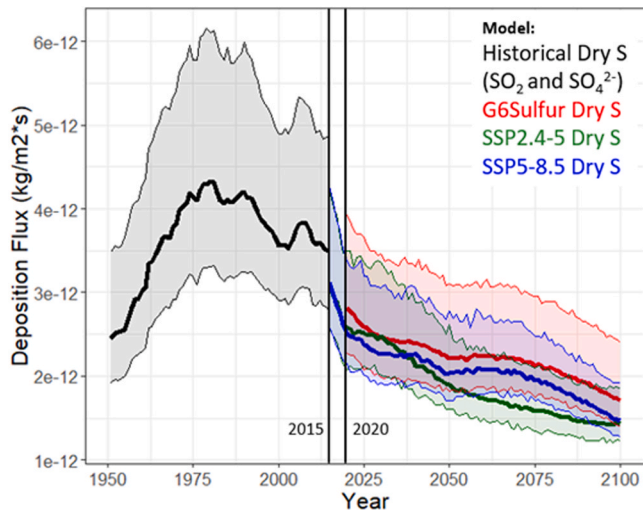 Model:
Historical Dry S
(SO₂ and SO₄²⁻)
G6Sulfur Dry S
SSP2.4-5 Dry S
SSP5-8.5 Dry S
Deposition Flux (kg/m2*s)
6e-12
5e-12
4e-12
3e-12
2e-12
1e-12
2015
2020
1950
1975
2000
2025
2050
2075
2100
Year